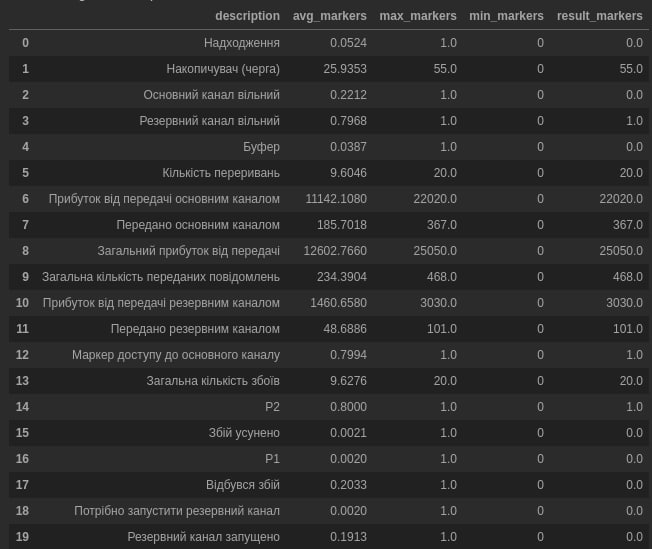 description avg_markers max_markers min_markers result_markers
0 Надходження 0.0524 1.0 0 0.0
1 Накопичувач (черга) 25.9353 55.0 0 55.0
2 Основний канал вільний 0.2212 1.0 0 0.0
3 Резервний канал вільний 0.7968 1.0 0 1.0
4 Буфер 0.0387 1.0 0 0.0
5 Кількість переривань 9.6046 20.0 0 20.0
6 Прибуток від передачі основним каналом 11142.1080 22020.0 0 22020.0
7 Передано основним каналом 185.7018 367.0 0 367.0
8 Загальний прибуток від передачі 12602.7660 25050.0 0 25050.0
9 Загальна кількість переданих повідомлень 234.3904 468.0 0 468.0
10 Прибуток від передачі резервним каналом 1460.6580 3030.0 0 3030.0
11 Передано резервним каналом 48.6886 101.0 0 101.0
12 Маркер доступу до основного каналу 0.7994 1.0 0 1.0
13 Загальна кількість збоїв 9.6276 20.0 0 20.0
14 P2 0.8000 1.0 0 1.0
15 Збій усунено 0.0021 1.0 0 0.0
16 P1 0.0020 1.0 0 0.0
17 Відбувся збій 0.2033 1.0 0 0.0
18 Потрібно запустити резервний канал 0.0020 1.0 0 0.0
19 Резервний канал запущено 0.1913 1.0 0 0.0